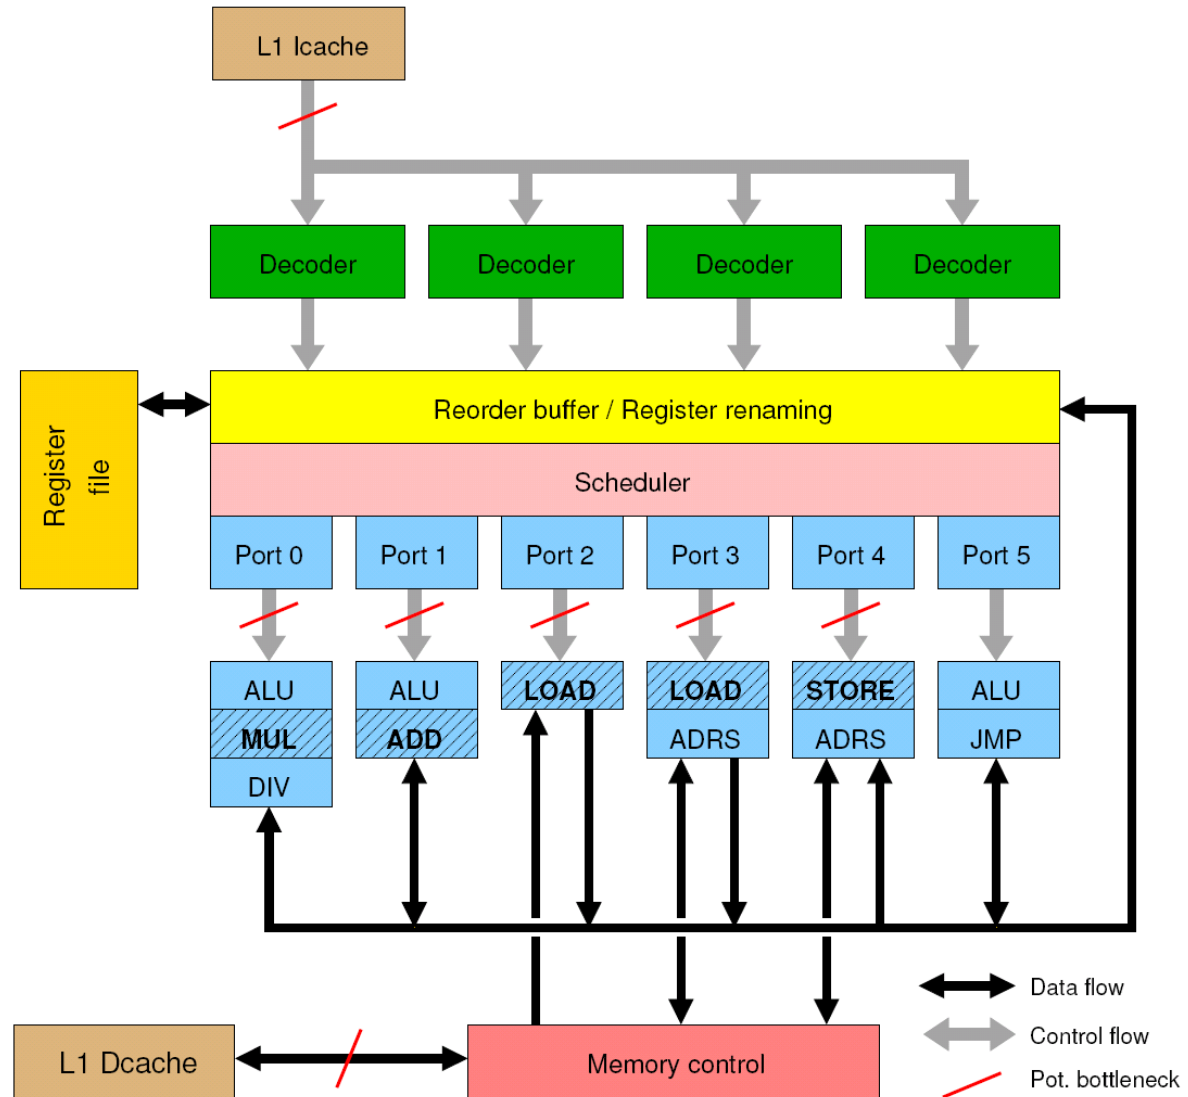 L1 Icache
Decoder
Decoder
Decoder
Decoder
Register
file
Reorder buffer / Register renaming
Scheduler
Port 0
Port 1
Port 2
Port 3
Port 4
Port 5
ALU
ALU
LOAD
LOAD
STORE
ALU
MUL
ADD
ADRS
ADRS
JMP
DIV
Data flow
Control flow
Pot. bottleneck
L1 Dcache
Memory control